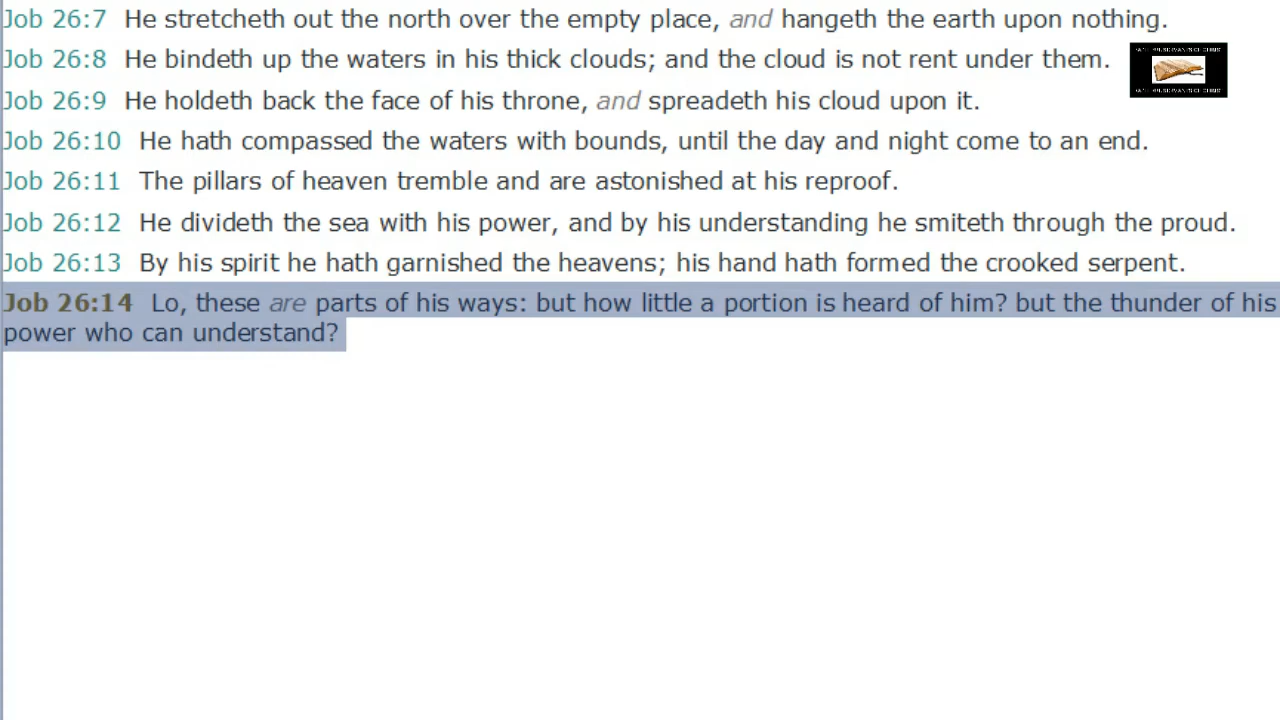 Job 26:7 He stretcheth out the north over the empty place, and hangeth the earth upon nothing.
Job 26:8 He bindeth up the waters in his thick clouds; and the cloud is not rent under them.
Job 26:9 He holdeth back the face of his throne, and spreadeth his cloud upon it.
Job 26:10 He hath compassed the waters with bounds, until the day and night come to an end.
Job 26:11 The pillars of heaven tremble and are astonished at his reproof.
Job 26:12 He divideth the sea with his power, and by his understanding he smiteth through the proud.
Job 26:13 By his spirit he hath garnished the heavens; his hand hath formed the crooked serpent.
Job 26:14 Lo, these are parts of his ways: but how little a portion is heard of him? but the thunder of his
power who can understand?